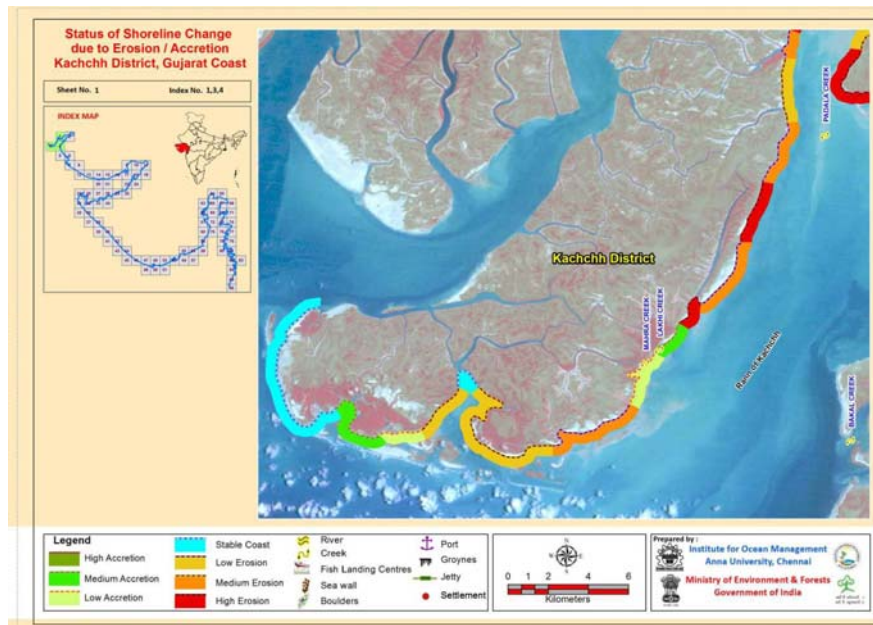 Status of Shoreline Change
due to Erosion / Accretion
Kachchh District, Gujarat Coast
Sheet No. 1 Index No. 1,3,4
INDEX MAP
PADALA CREEK
Kachchh District
MAHRA CREEK
LAKHI CREEK
Rann of Kachchh
BAKAL CREEK
Legend
High Accretion
Medium Accretion
Low Accretion
Stable Coast
Low Erosion
Medium Erosion
High Erosion
River
Creek
Fish Landing Centres
Sea wall
Boulders
Port
Groynes
Jetty
Settlement
0 1 2 4 6
Kilometers
Prepared by :
Institute for Ocean Management
Anna University, Chennai
Ministry of Environment & Forests
Government of India